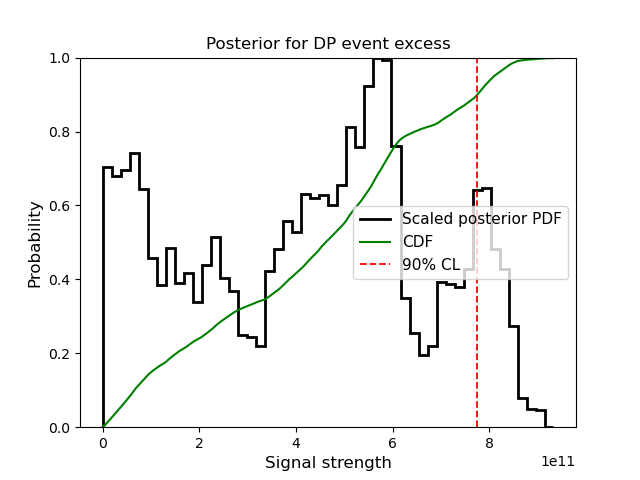 Posterior for DP event excess
Probability
1.0
0.8
0.6
0.4
0.2
0.0
Scaled posterior PDF
CDF
90% CL
0
2
4
6
8
1e11
Signal strength